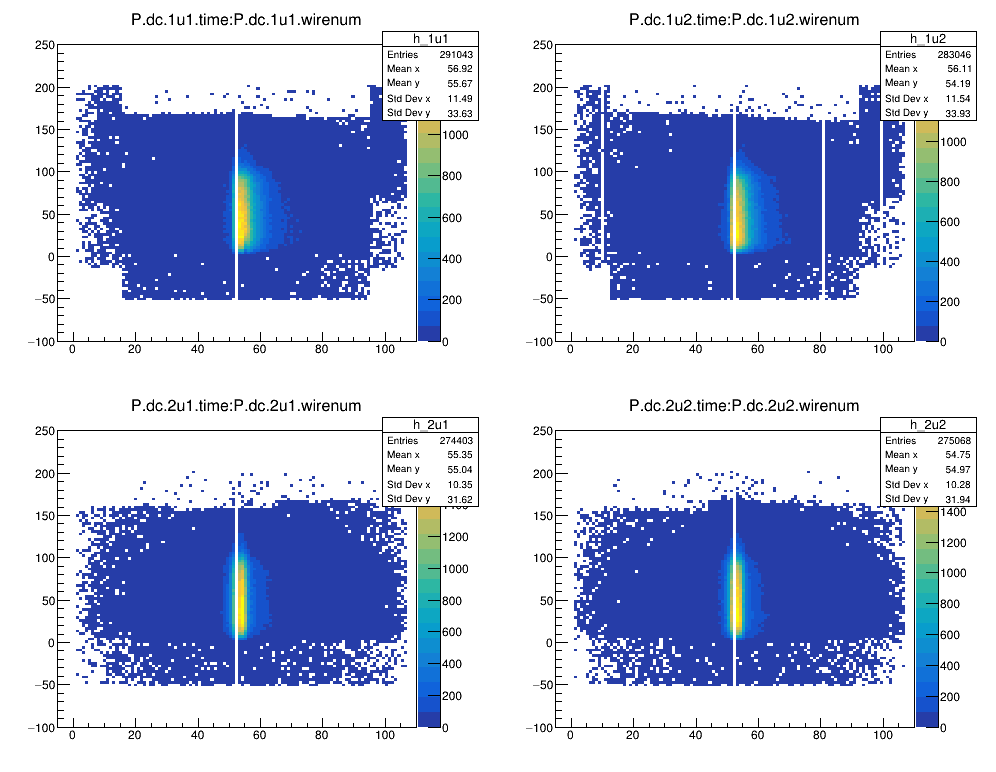 P.dc.1u1.time:P.dc.1u1.wirenum
h_1u1
Entries 291043
Mean x 56.92
Mean y 55.67
Std Dev x 11.49
Std Dev y 33.63
250
200
150
100
50
0
−50
−100
0 20 40 60 80 100
1000
800
600
400
200
0
P.dc.1u2.time:P.dc.1u2.wirenum
h_1u2
Entries 283046
Mean x 56.11
Mean y 54.19
Std Dev x 11.54
Std Dev y 33.93
250
200
150
100
50
0
−50
−100
0 20 40 60 80 100
1000
800
600
400
200
0
P.dc.2u1.time:P.dc.2u1.wirenum
h_2u1
Entries 274403
Mean x 55.35
Mean y 55.04
Std Dev x 10.35
Std Dev y 31.62
250
200
150
100
50
0
−50
−100
0 20 40 60 80 100
1200
1000
800
600
400
200
0
P.dc.2u2.time:P.dc.2u2.wirenum
h_2u2
Entries 275068
Mean x 54.75
Mean y 54.97
Std Dev x 10.28
Std Dev y 31.94
250
200
150
100
50
0
−50
−100
0 20 40 60 80 100
1400
1200
1000
800
600
400
200
0